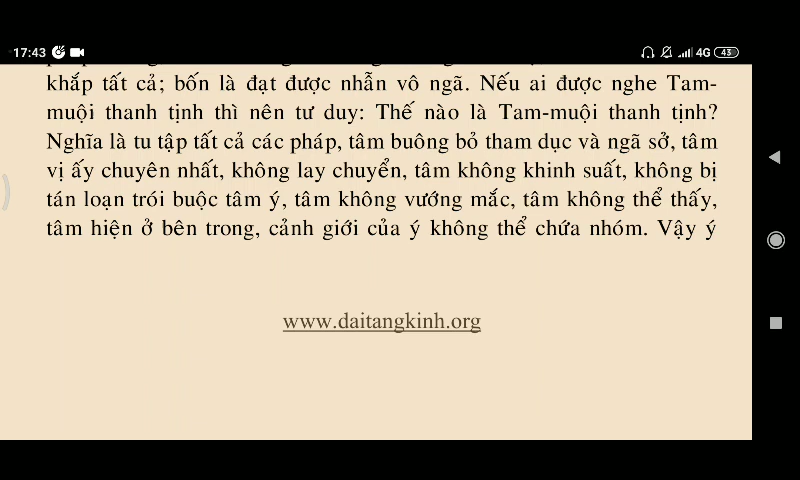 17:43
4G 43
khắp tất cả; bốn là đạt được nhẫn vô ngã. Nếu ai được nghe Tam-
muội thanh tịnh thì nên tư duy: Thế nào là Tam-muội thanh tịnh?
Nghĩa là tu tập tất cả các pháp, tâm buông bỏ tham dục và ngã sở, tâm
vị ấy chuyên nhất, không lay chuyển, tâm không khinh suất, không bị
tán loạn trói buộc tâm ý, tâm không vướng mắc, tâm không thể thấy,
tâm hiện ở bên trong, cảnh giới của ý không thể chứa nhóm. Vậy ý
www.daitangkinh.org